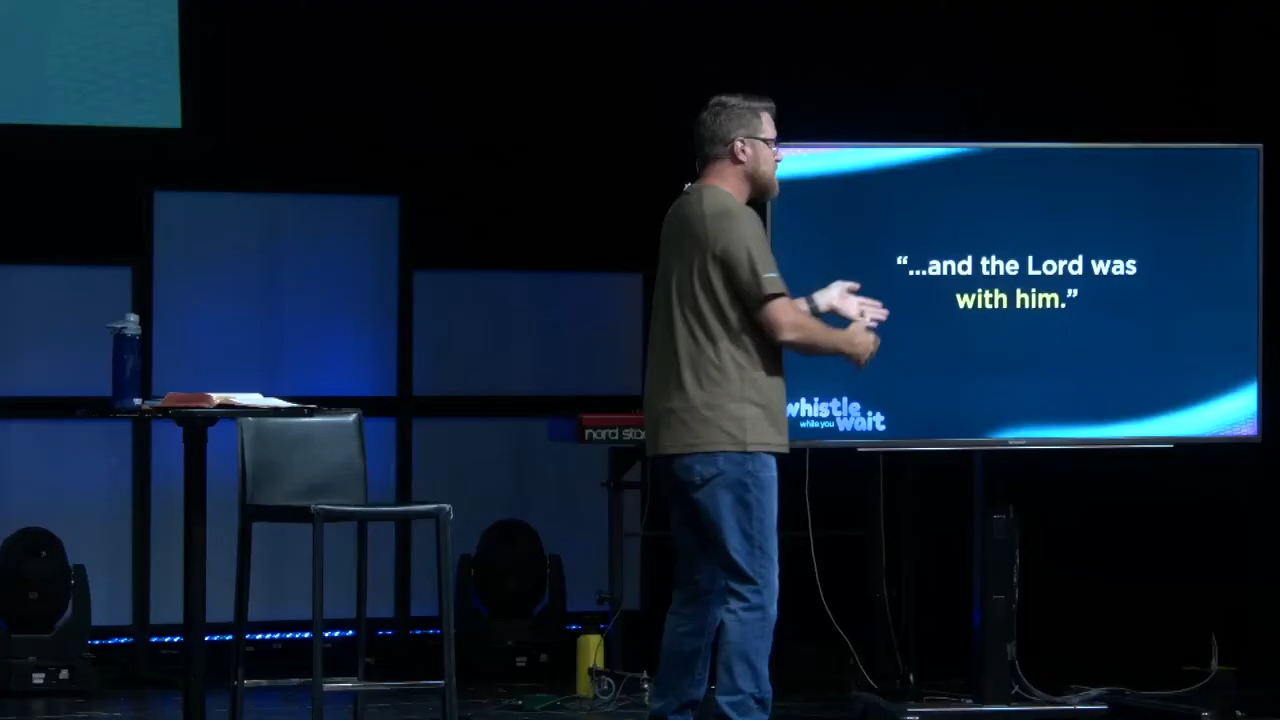 “...and the Lord was
with him.”
whistle
while you wait
nord sta